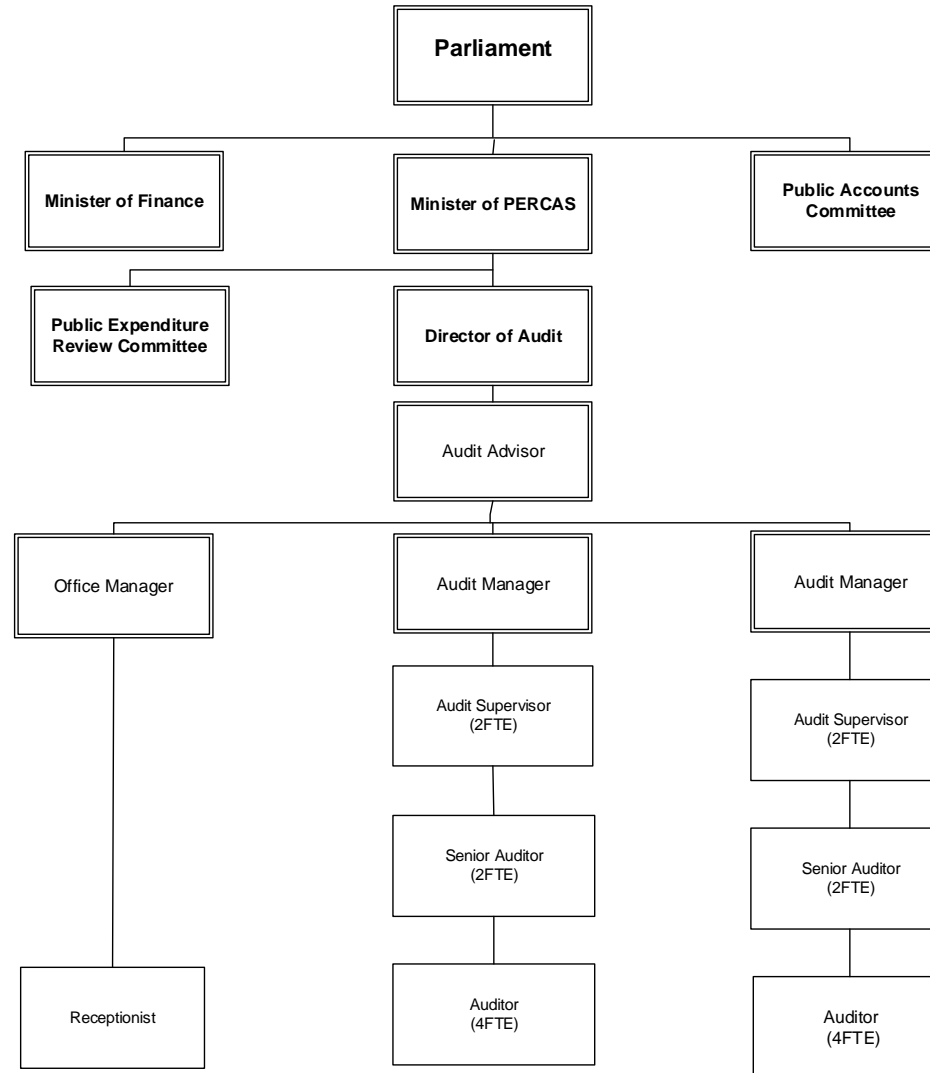 Parliament
Minister of Finance
Minister of PERCAS
Public Accounts
Committee
Public Expenditure
Review Committee
Director of Audit
Audit Advisor
Office Manager
Audit Manager
Audit Manager
Audit Supervisor
(2FTE)
Audit Supervisor
(2FTE)
Senior Auditor
(2FTE)
Senior Auditor
(2FTE)
Receptionist
Auditor
(4FTE)
Auditor
(4FTE)